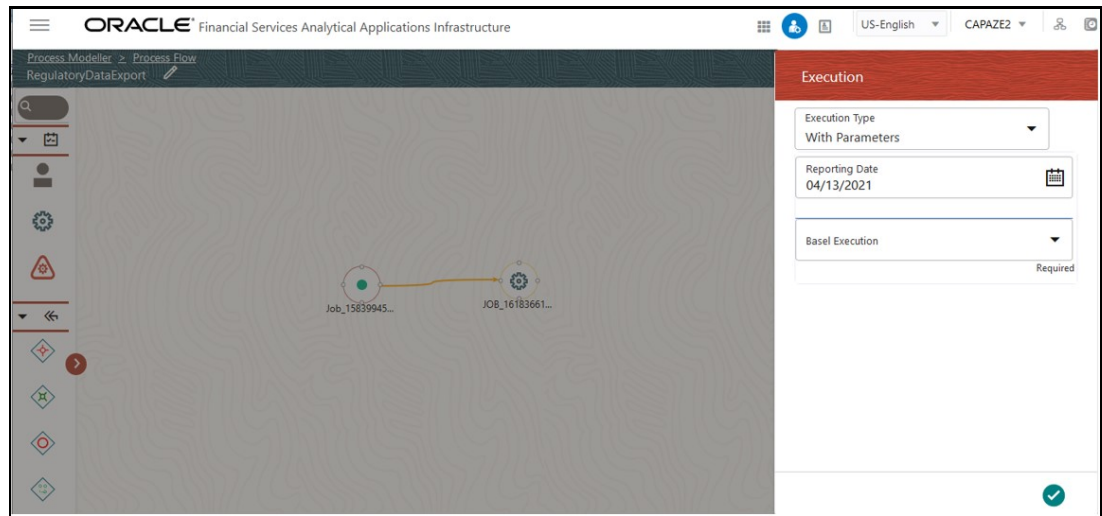 ORACLE® Financial Services Analytical Applications Infrastructure
US-English
CAPAZE2
Process Modeller > Process Flow
RegulatoryDataExport
Execution
Execution Type
With Parameters
Reporting Date
04/13/2021
Basel Execution
Required
Job_15839945...
JOB_16183661...